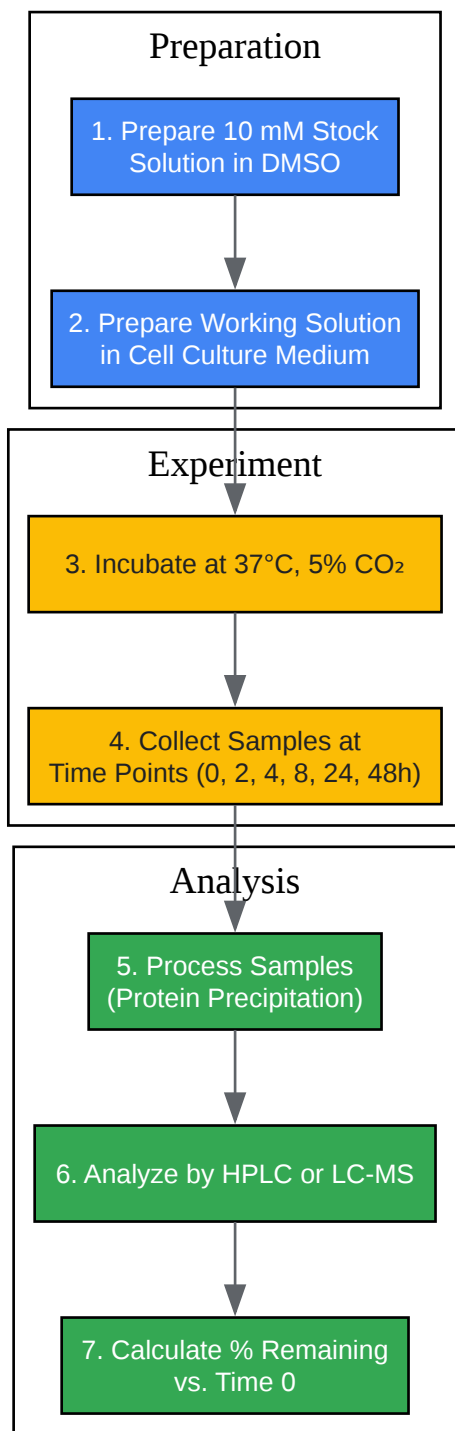 Preparation
1. Prepare 10 mM Stock
Solution in DMSO
2. Prepare Working Solution
in Cell Culture Medium
Experiment
3. Incubate at 37°C, 5% CO₂
4. Collect Samples at
Time Points (0, 2, 4, 8, 24, 48h)
Analysis
5. Process Samples
(Protein Precipitation)
6. Analyze by HPLC or LC-MS
7. Calculate % Remaining
vs. Time 0